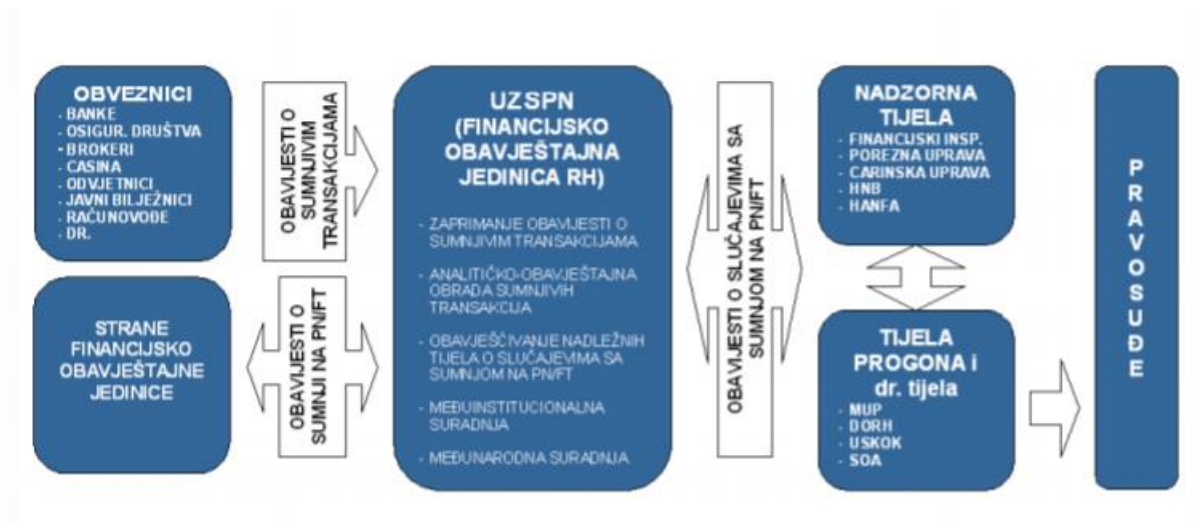 OBVEZNICI
- BANKE
- OSIGUR. DRUŠTVA
- BROKERI
- CASINA
- ODVJETNICI
- JAVNI BILJEŽNICI
- RAČUNOVOĐE
- DR.
OBAVIJESTI O
SUMNJIVIM
TRANSAKCIJAMA
STRANE
FINANCIJSKO
OBAVJEŠTAJNE
JEDINICE
OBAVIJESTI O
SUMNJI NA PN/FT
UZSPN
(FINANCIJSKO
OBAVJEŠTAJNA
JEDINICA RH)
- ZAPRIMANJE OBAVIJESTI O
SUMNJIVIM TRANSAKCIJAMA
- ANALITIČKO-OBAVJEŠTAJNA
OBRADA SUMNJIVIH
TRANSAKCIJA
- OBAVJEŠĆIVANJE NADLEŽNIH
TIJELA O SLUČAJEVIMA SA
SUMNJOM NA PN/FT
- MEĐUINSTITUCIONALNA
SURADNJA
- MEĐUNARODNA SURADNJA
OBAVIJESTI O SLUČAJEVIMA SA
SUMNJOM NA PN/FT
NADZORNA
TIJELA
- FINANCIJSKI INSP.
- POREZNA UPRAVA
- CARINSKA UPRAVA
- HNB
- HANFA
TIJELA
PROGONA i
dr. tijela
- MUP
- DORH
- USKOK
- SOA
PRAVOSUĐE